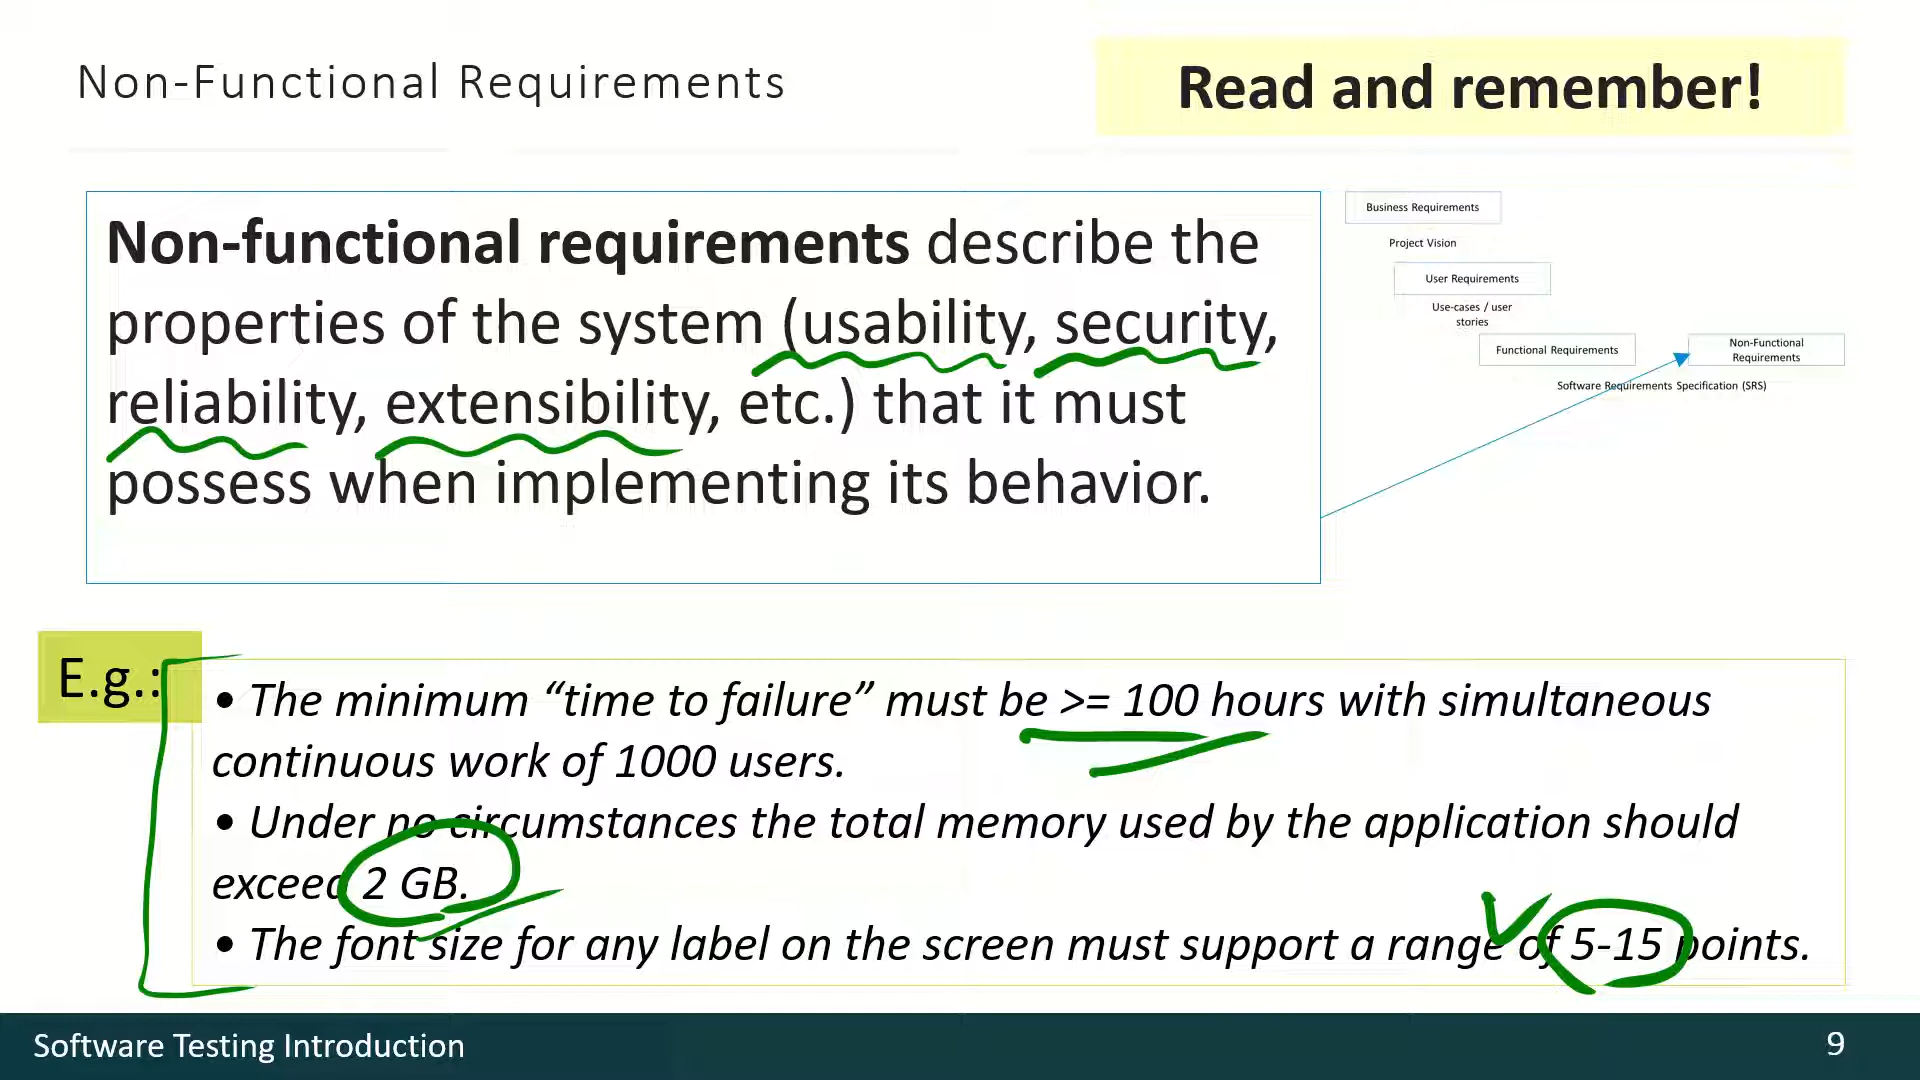 Non-Functional Requirements
Read and remember!
Non-functional requirements describe the
properties of the system (usability, security,
reliability, extensibility, etc.) that it must
possess when implementing its behavior.
Business Requirements
Project Vision
User Requirements
Use-cases / user
stories
Functional Requirements
Non-Functional
Requirements
Software Requirements Specification (SRS)
E.g.:
• The minimum “time to failure” must be >= 100 hours with simultaneous
continuous work of 1000 users.
• Under no circumstances the total memory used by the application should
exceed 2 GB.
• The font size for any label on the screen must support a range of 5-15 points.
Software Testing Introduction
9